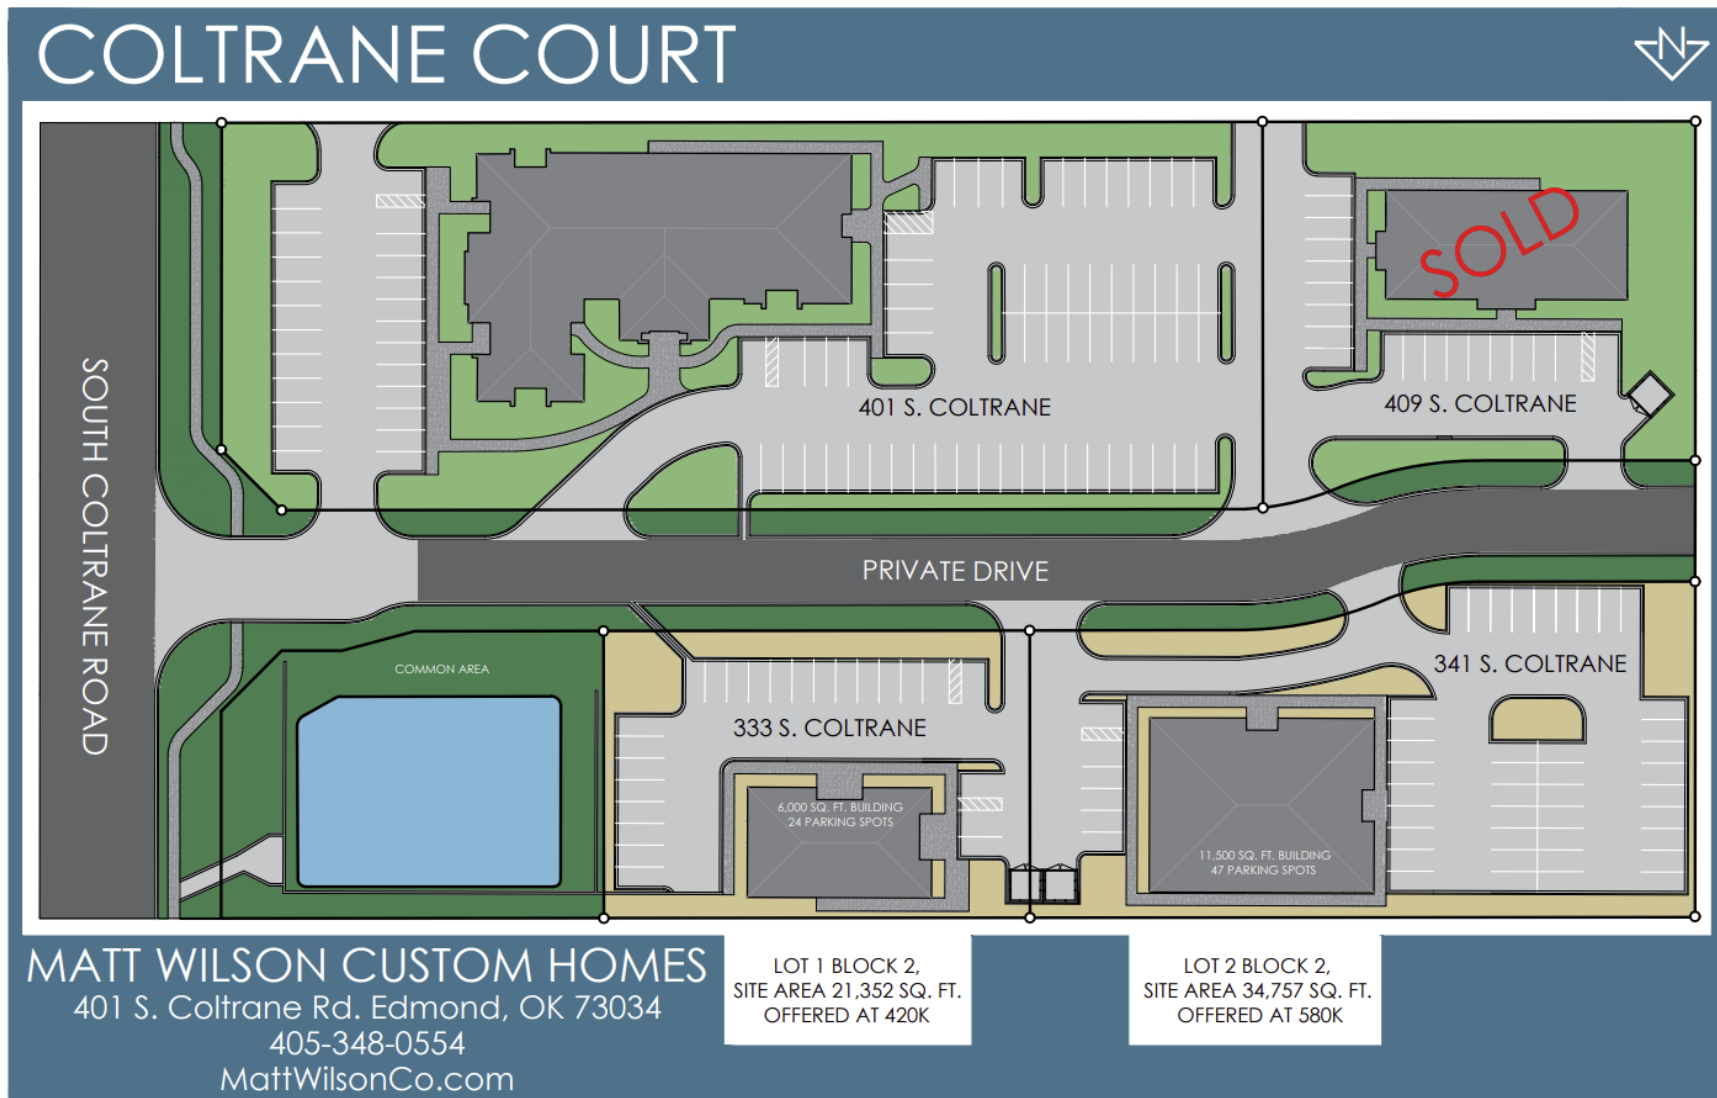 COLTRANE COURT
N
SOLD
401 S. COLTRANE
409 S. COLTRANE
SOUTH COLTRANE ROAD
PRIVATE DRIVE
COMMON AREA
341 S. COLTRANE
333 S. COLTRANE
6,000 SQ. FT. BUILDING
24 PARKING SPOTS
11,500 SQ. FT. BUILDING
47 PARKING SPOTS
MATT WILSON CUSTOM HOMES
401 S. Coltrane Rd. Edmond, OK 73034
405-348-0554
MattWilsonCo.com
LOT 1 BLOCK 2,
SITE AREA 21,352 SQ. FT.
OFFERED AT 420K
LOT 2 BLOCK 2,
SITE AREA 34,757 SQ. FT.
OFFERED AT 580K